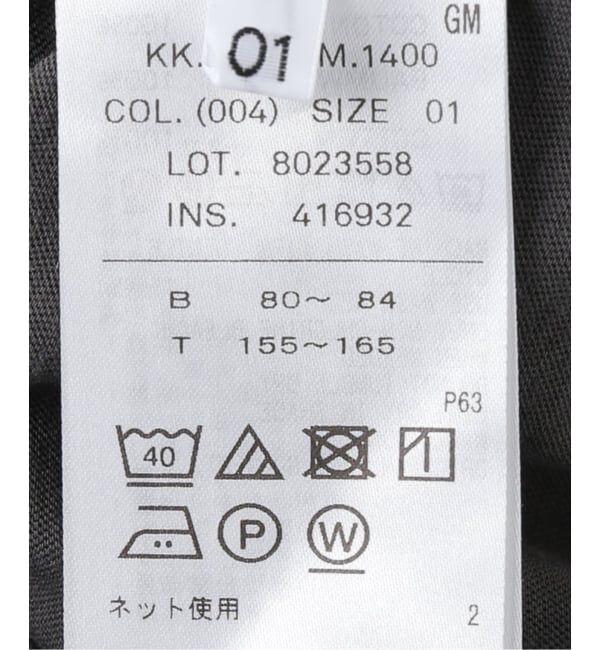 GM
KK. 01 M.1400
COL. (004) SIZE 01
LOT. 8023558
INS. 416932
B 80～ 84
T 155～165
P63
40
P W
ネット使用
2